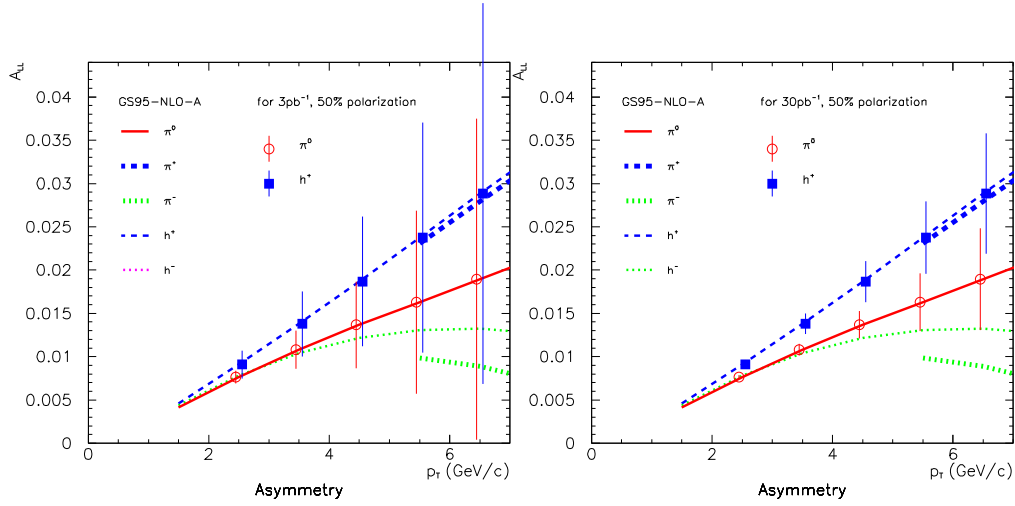 A_LL
0.04
0.035
0.03
0.025
0.02
0.015
0.01
0.005
0
0 2 4 6
p_T (GeV/c)
Asymmetry
GS95-NLO-A
π⁰
π⁺
π⁻
h⁺
h⁻
for 3pb⁻¹, 50% polarization
π⁰
h⁺
A_LL
0.04
0.035
0.03
0.025
0.02
0.015
0.01
0.005
0
0 2 4 6
p_T (GeV/c)
Asymmetry
GS95-NLO-A
π⁰
π⁺
π⁻
h⁺
h⁻
for 30pb⁻¹, 50% polarization
π⁰
h⁺